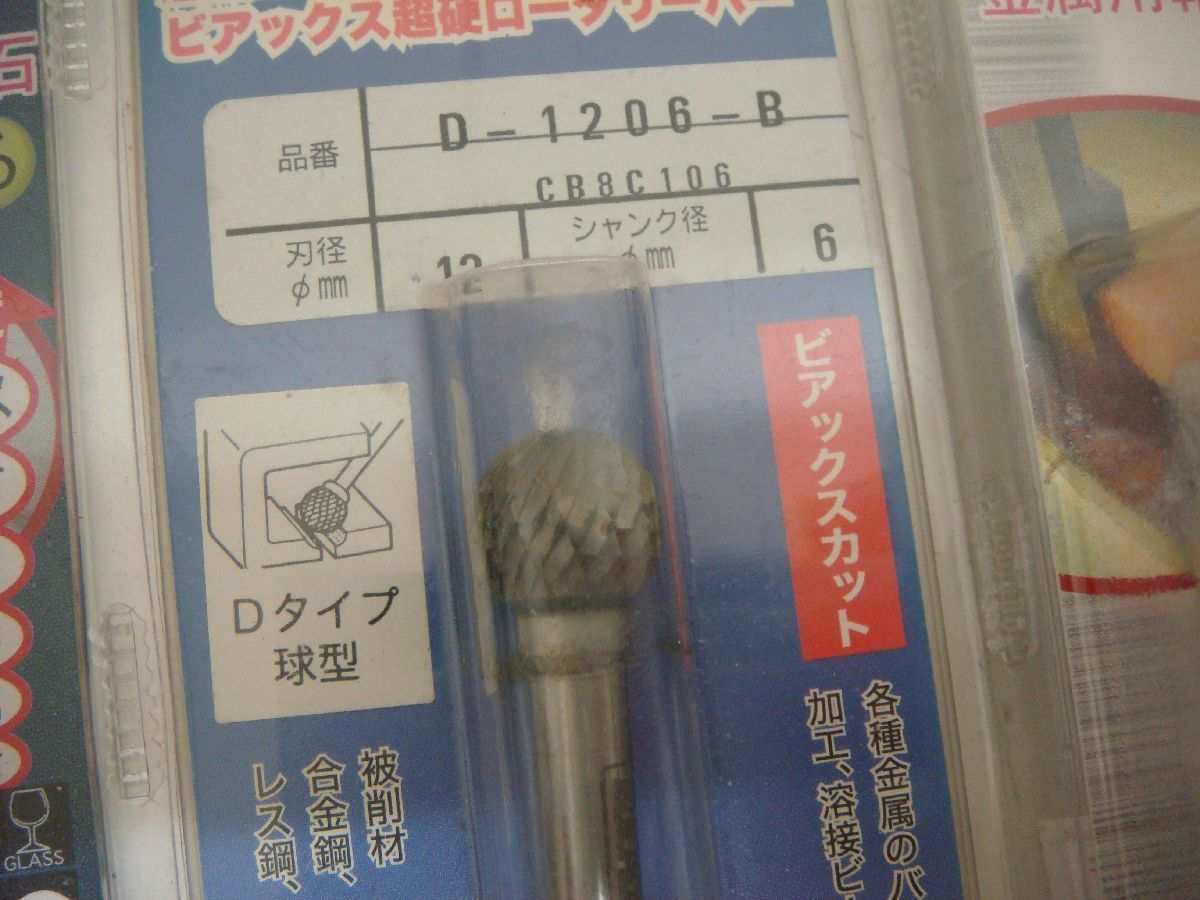 ビアックス超硬ロータリーバー
品番
D-1206-B
CB8C106
刃径
φmm
12
シャンク径
φmm
6
ビアックスカット
Dタイプ
球型
各種金属のバ
加工、溶接ビ
被削材
合金鋼、
レス鋼、
石
GLASS